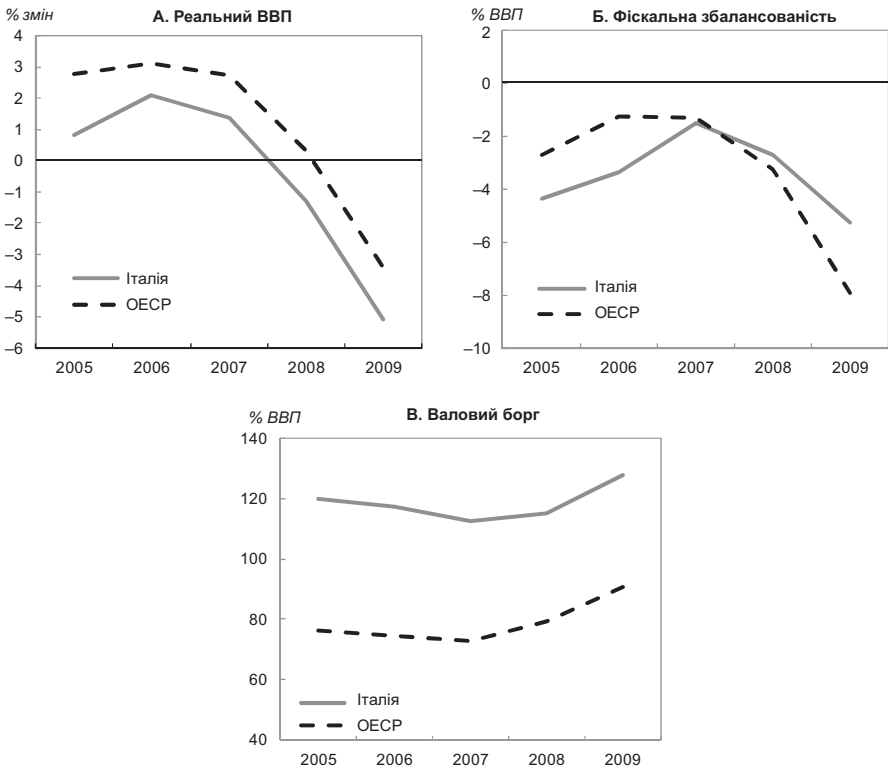 % змін
А. Реальний ВВП
4
3
2
1
0
–1
–2
–3
–4
–5
–6
Італія
ОЕСР
2005 2006 2007 2008 2009
% ВВП
Б. Фіскальна збалансованість
2
0
–2
–4
–6
–8
–10
Італія
ОЕСР
2005 2006 2007 2008 2009
% ВВП
В. Валовий борг
140
120
100
80
60
40
Італія
ОЕСР
2005 2006 2007 2008 2009